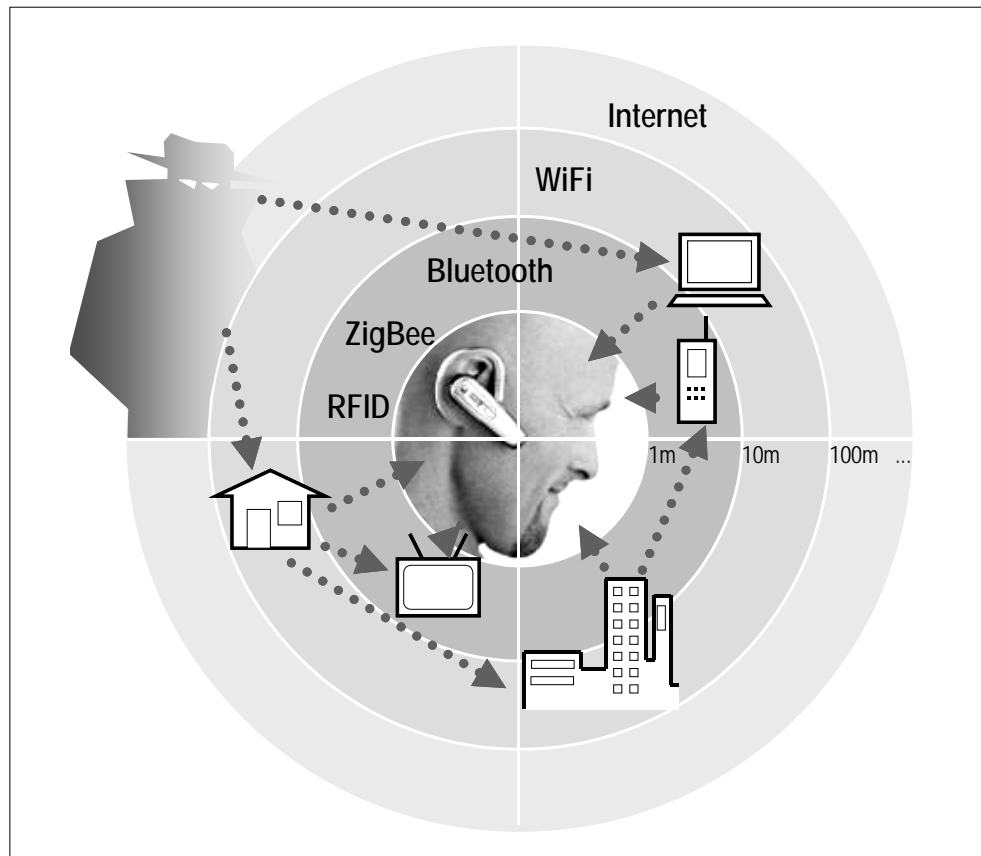 Internet
WiFi
Bluetooth
ZigBee
RFID
1m 10m 100m ...